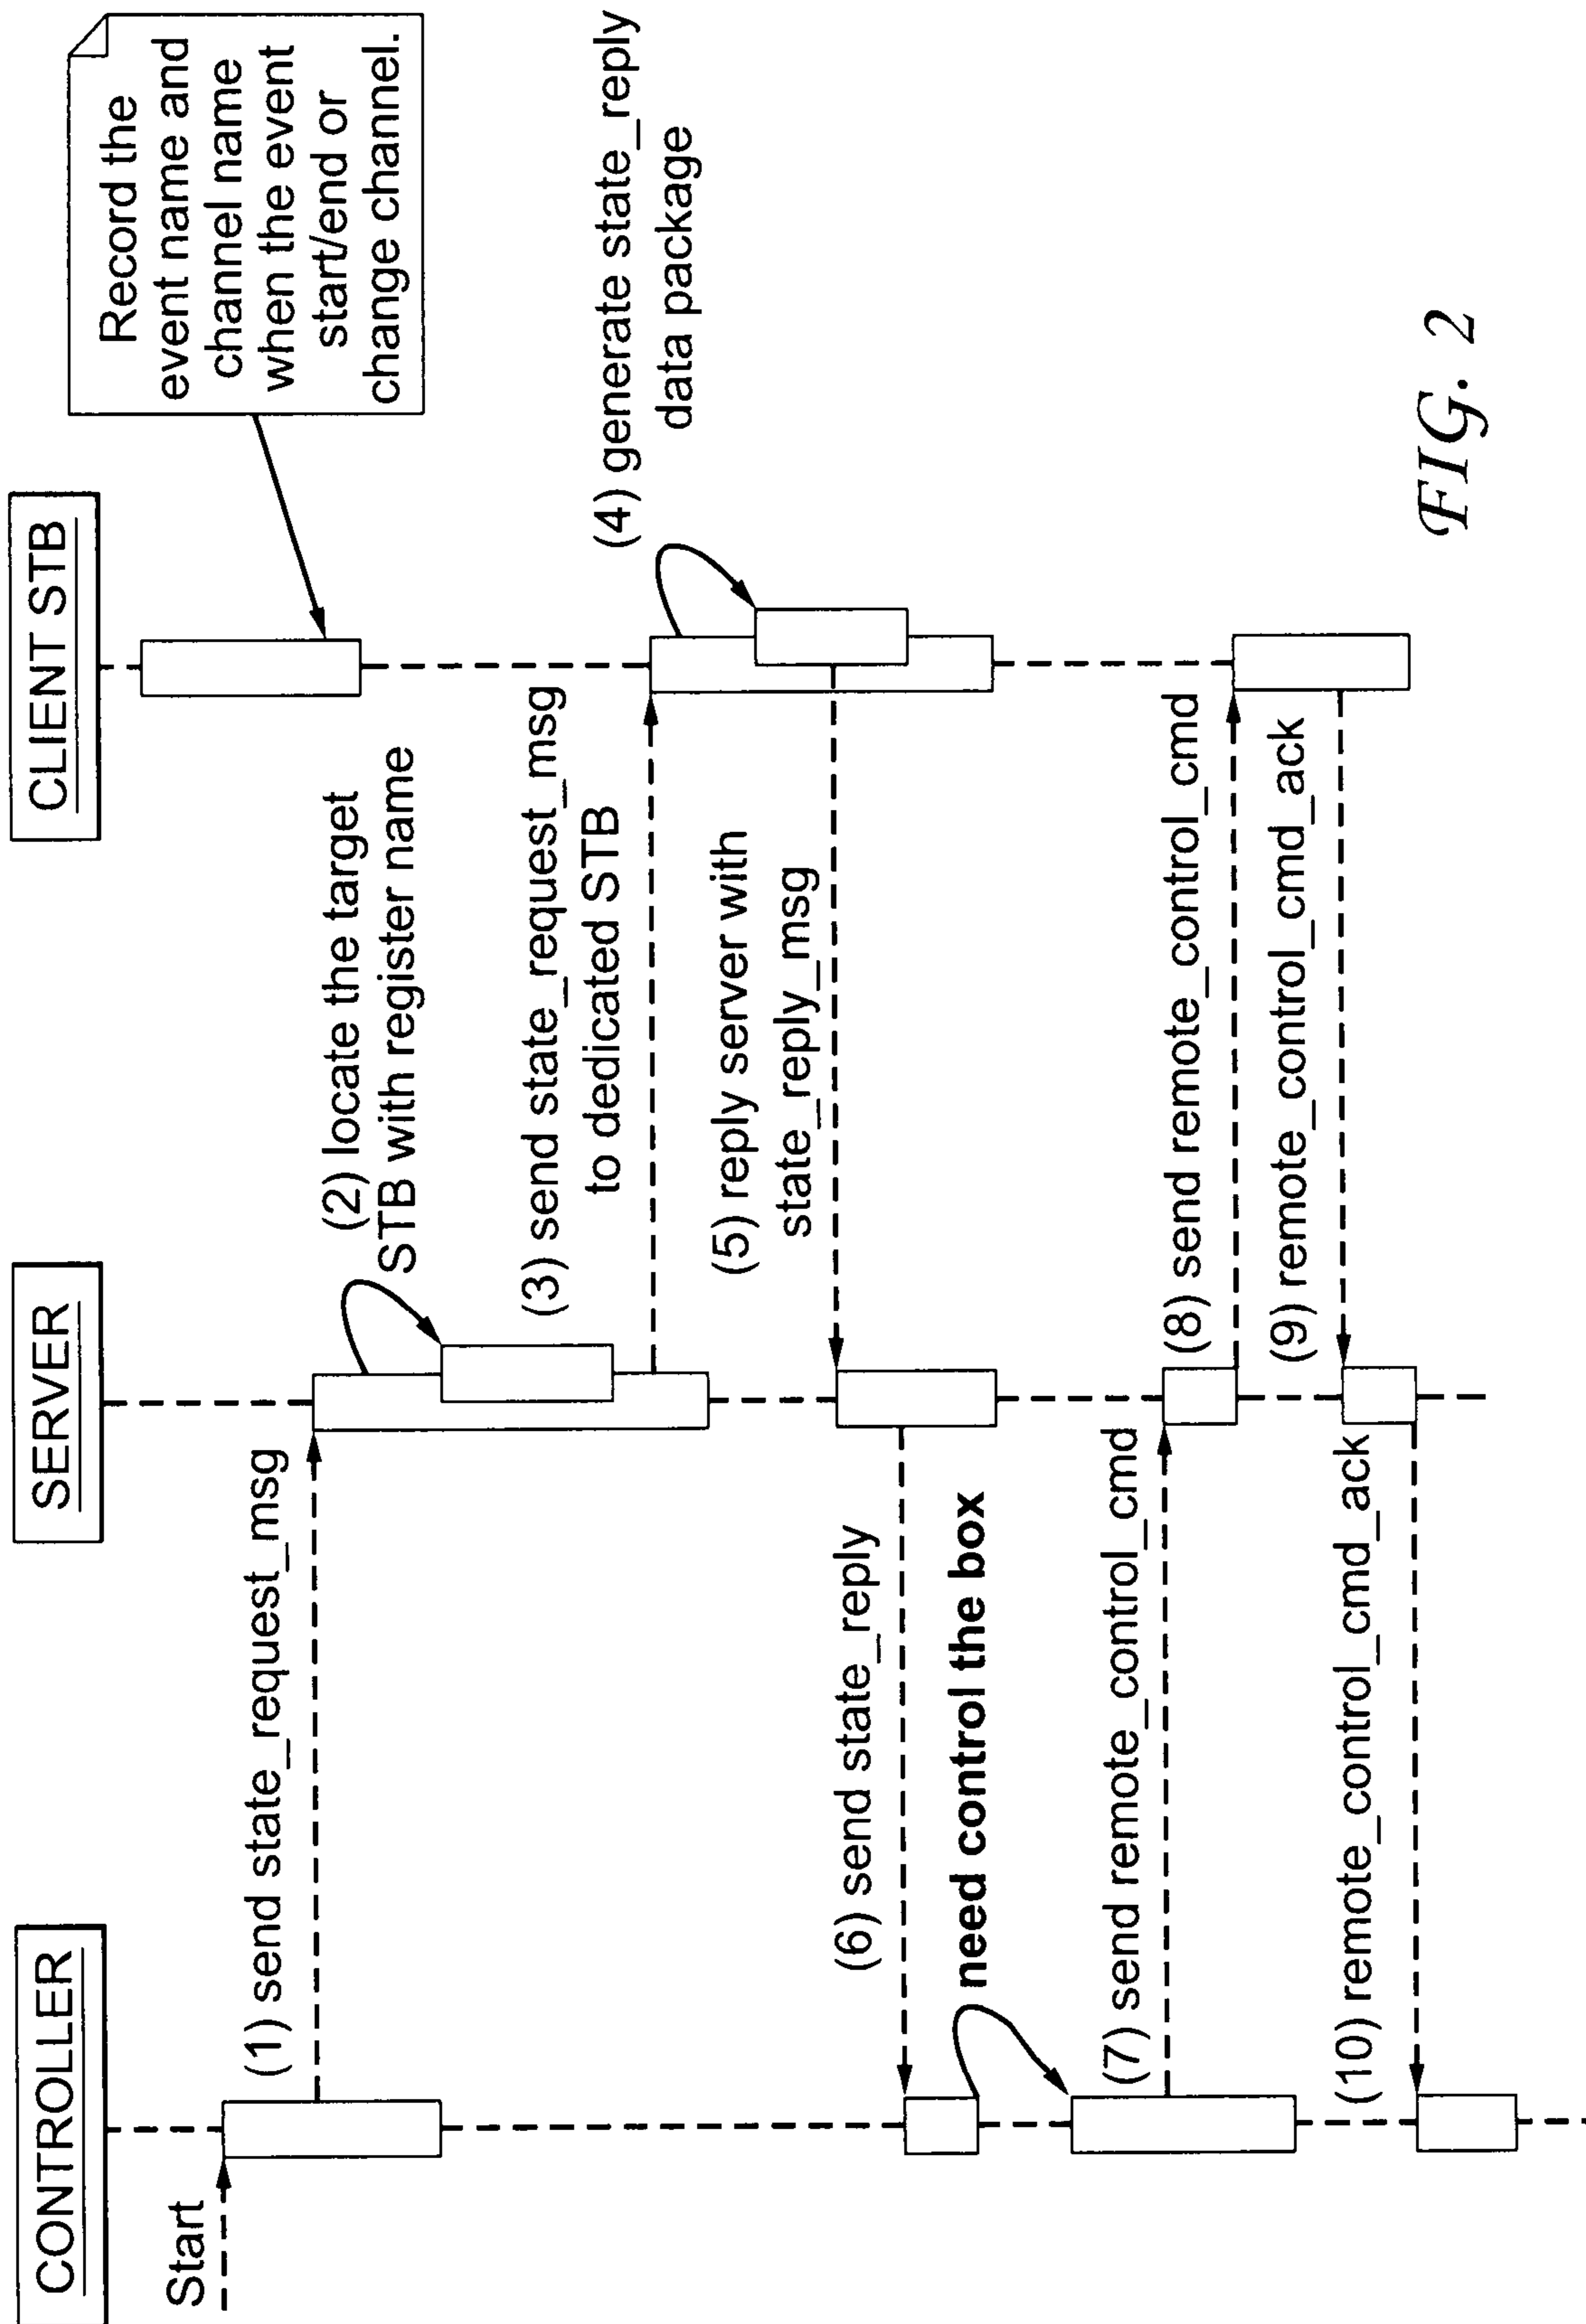 CONTROLLER
SERVER
CLIENT STB
Record the
event name and
channel name
when the event
start/end or
change channel.
Start
(1) send state_request_msg
(2) locate the target
STB with register name
(3) send state_request_msg
to dedicated STB
(4) generate state_reply
data package
(5) reply server with
state_reply_msg
(6) send state_reply
need control the box
(7) send remote_control_cmd
(8) send remote_control_cmd
(9) remote_control_cmd_ack
(10) remote_control_cmd_ack
FIG. 2